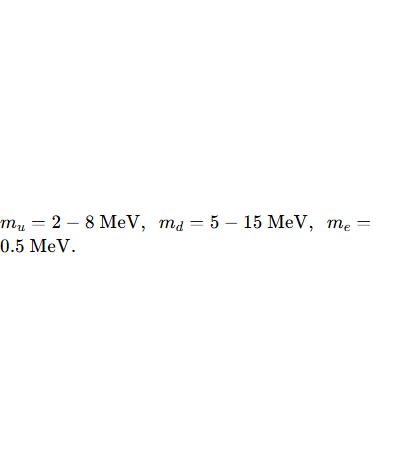 m_u = 2 – 8 MeV, m_d = 5 – 15 MeV, m_e =
0.5 MeV.